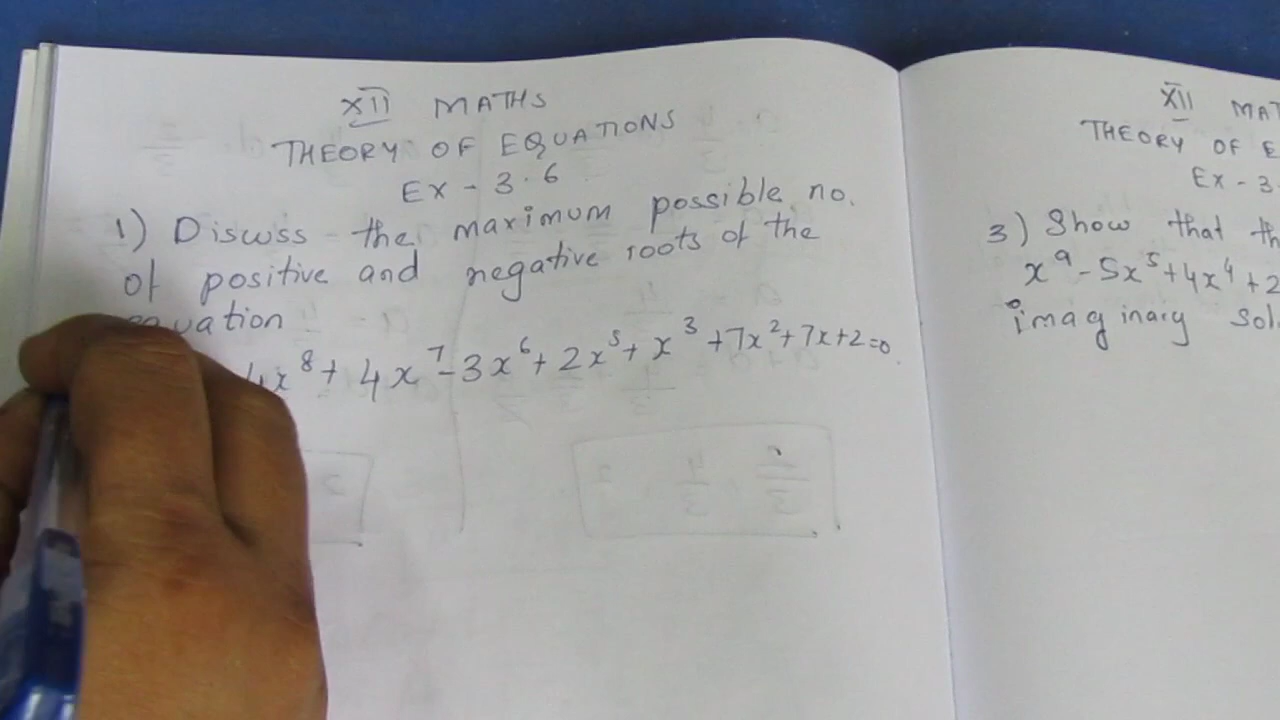 XII MATHS
THEORY OF EQUATIONS
EX - 3.6
1) Discuss the maximum possible no.
of positive and negative roots of the
equation
4x⁸ + 4x⁷ - 3x⁶ + 2x⁵ + x³ + 7x² + 7x + 2 = 0.
XII
THEORY OF
EX - 3
3) Show that
x⁹ - 5x⁵ + 4x⁴ + 2
imaginary